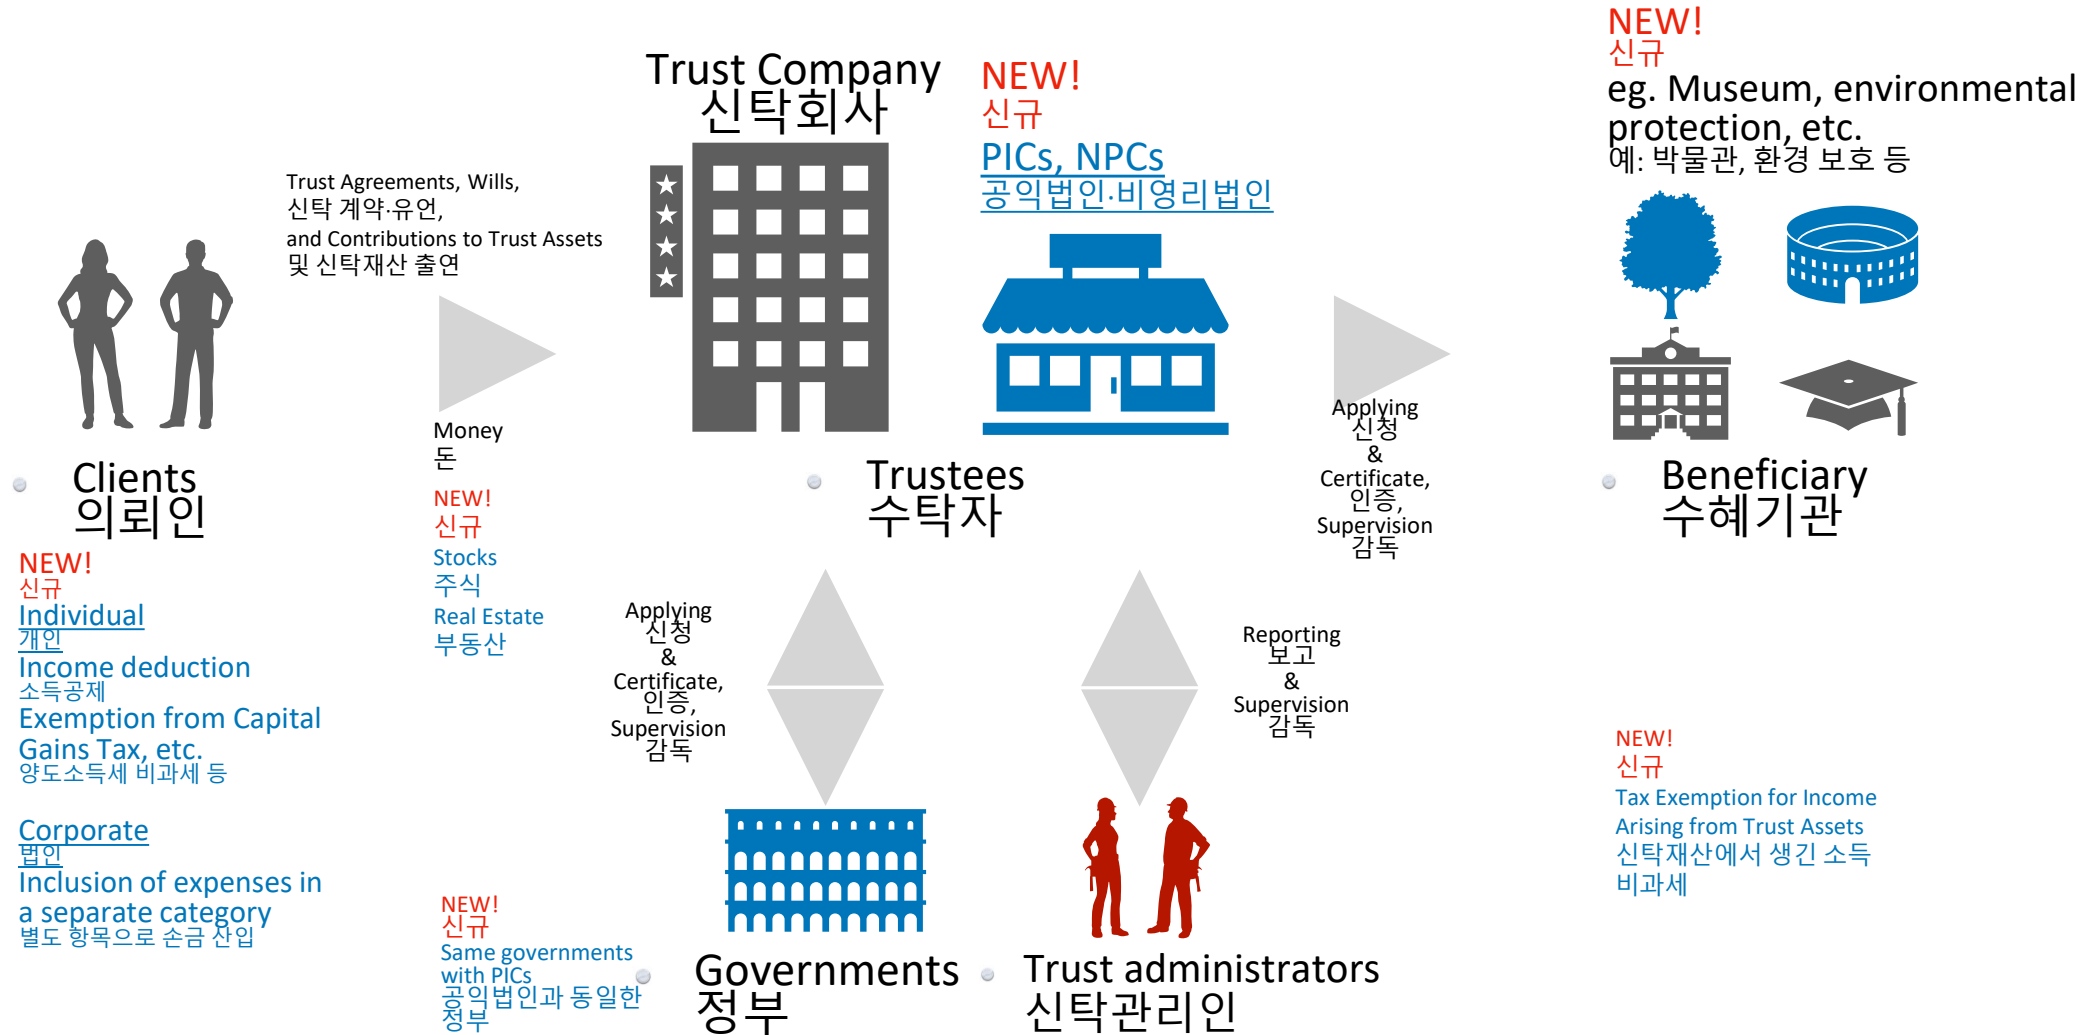 Trust Agreements, Wills,
신탁 계약·유언,
and Contributions to Trust Assets
및 신탁재산 출연
Clients
의뢰인
NEW!
신규
Individual
개인
Income deduction
소득공제
Exemption from Capital
Gains Tax, etc.
양도소득세 비과세 등
Corporate
법인
Inclusion of expenses in
a separate category
별도 항목으로 손금 산입
Money
돈
NEW!
신규
Stocks
주식
Real Estate
부동산
Trust Company
신탁회사
NEW!
신규
PICs, NPCs
공익법인·비영리법인
Trustees
수탁자
Applying
신청
&
Certificate,
인증,
Supervision
감독
NEW!
신규
Same governments
with PICs
공익법인과 동일한
정부
Governments
정부
Reporting
보고
&
Supervision
감독
Trust administrators
신탁관리인
Applying
신청
&
Certificate,
인증,
Supervision
감독
NEW!
신규
eg. Museum, environmental
protection, etc.
예: 박물관, 환경 보호 등
Beneficiary
수혜기관
NEW!
신규
Tax Exemption for Income
Arising from Trust Assets
신탁재산에서 생긴 소득
비과세